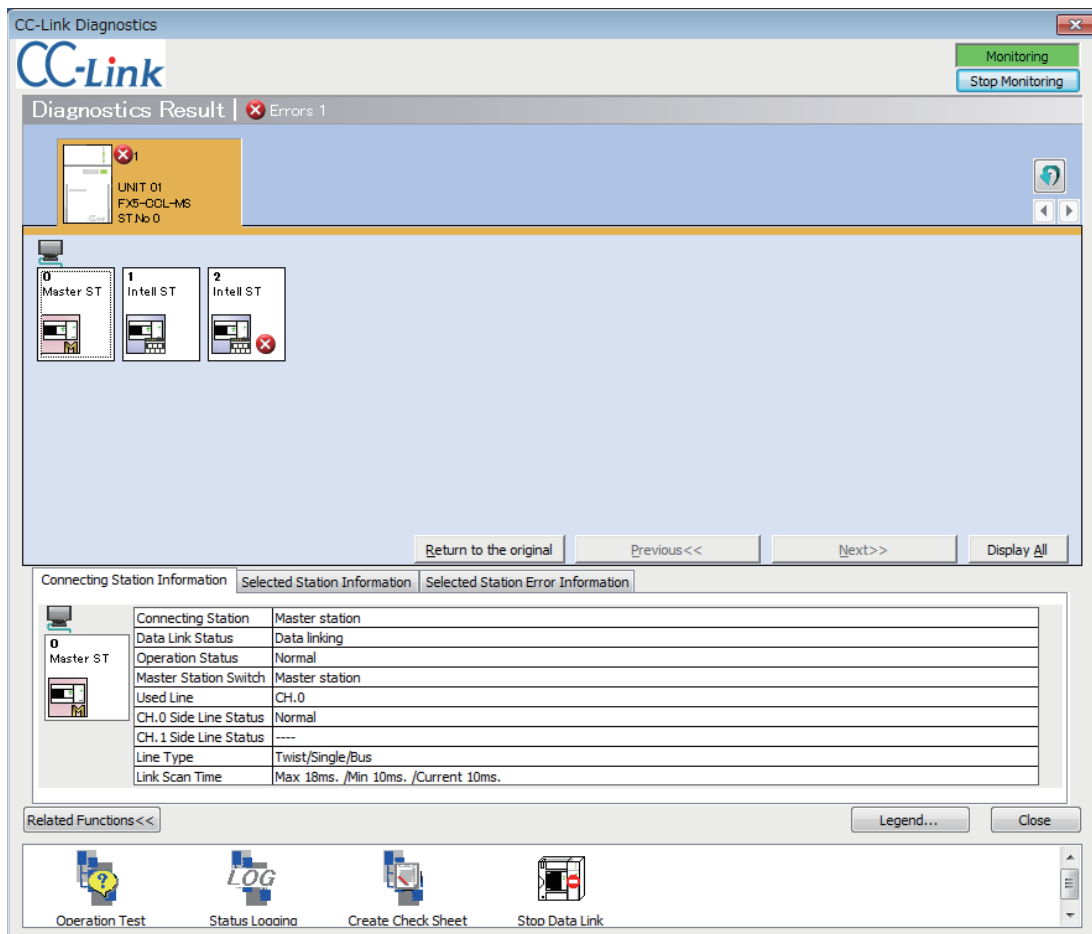 CC-Link Diagnostics
CC-Link
Monitoring
Stop Monitoring
Diagnostics Result | Errors 1
1
UNIT 01
FX5-CCL-MS
ST.No 0
0
Master ST
1
Intell ST
2
Intell ST
M
Return to the original
Previous<<
Next>>
Display All
Connecting Station Information
Selected Station Information
Selected Station Error Information
0
Master ST
M
Connecting Station Master station
Data Link Status Data linking
Operation Status Normal
Master Station Switch Master station
Used Line CH.0
CH.0 Side Line Status Normal
CH.1 Side Line Status ----
Line Type Twist/Single/Bus
Link Scan Time Max 18ms. /Min 10ms. /Current 10ms.
Related Functions<<
Legend...
Close
?
LOG
Operation Test
Status Logging
Create Check Sheet
Stop Data Link